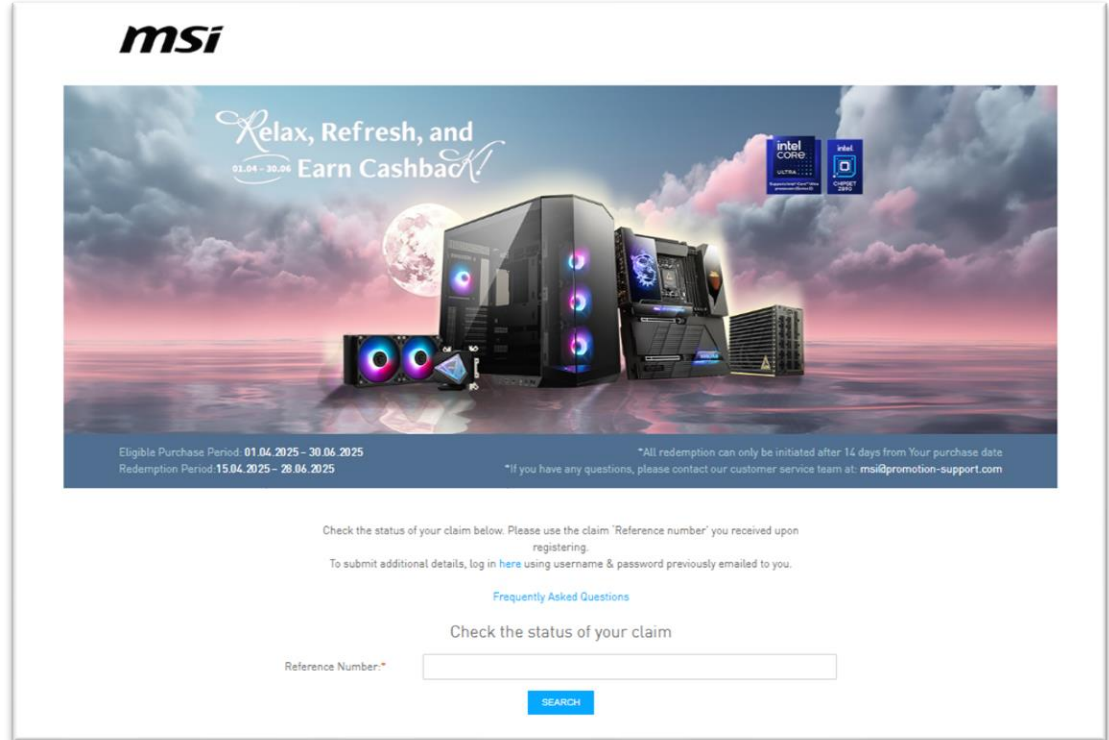 msi
Relax, Refresh, and
01.04 - 30.06 Earn Cashback!
intel
CORE
ULTRA
intel
CHIPSET
Z890
Eligible Purchase Period: 01.04.2025 – 30.06.2025
Redemption Period:15.04.2025 – 28.06.2025
*All redemption can only be initiated after 14 days from Your purchase date
*If you have any questions, please contact our customer service team at: msi@promotion-support.com
Check the status of your claim below. Please use the claim 'Reference number' you received upon
registering.
To submit additional details, log in here using username & password previously emailed to you.
Frequently Asked Questions
Check the status of your claim
Reference Number:*
SEARCH